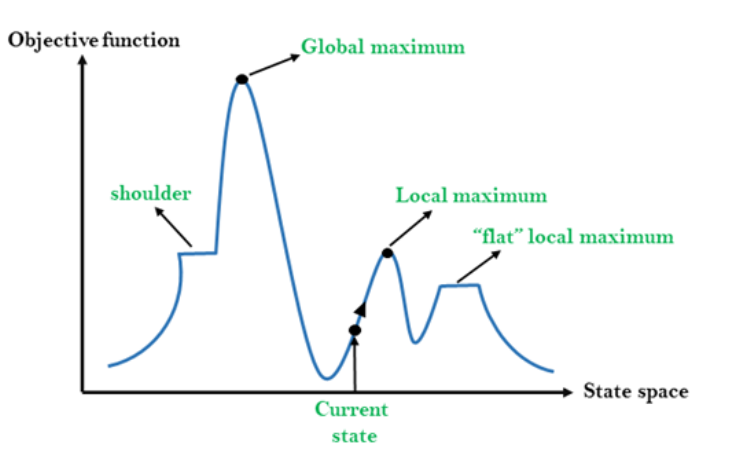 Objective function
Global maximum
shoulder
Local maximum
“flat” local maximum
State space
Current
state